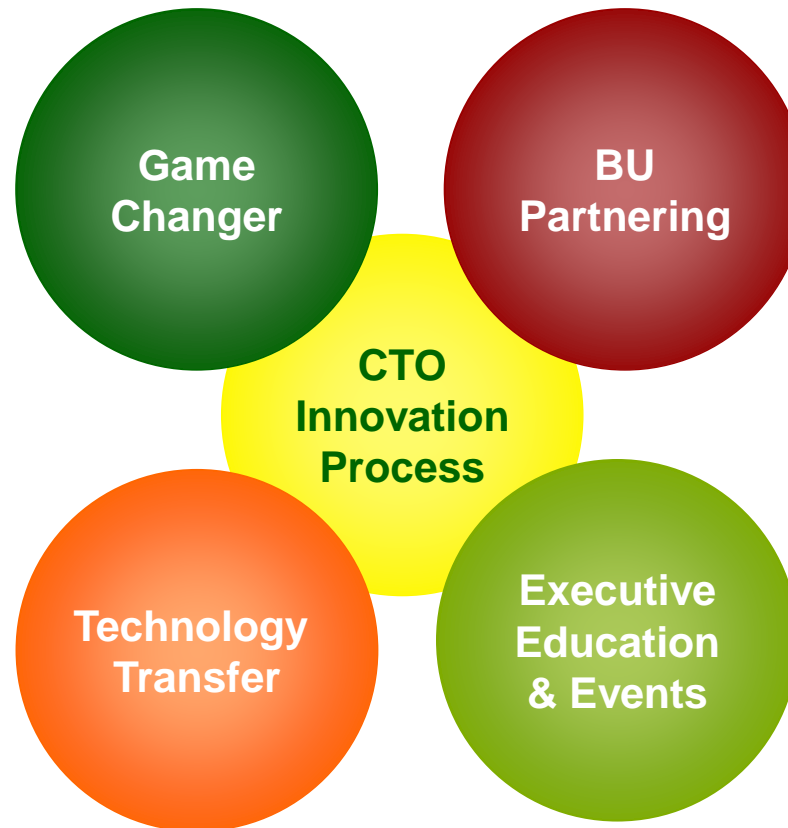 Game
Changer
BU
Partnering
CTO
Innovation
Process
Technology
Transfer
Executive
Education
& Events